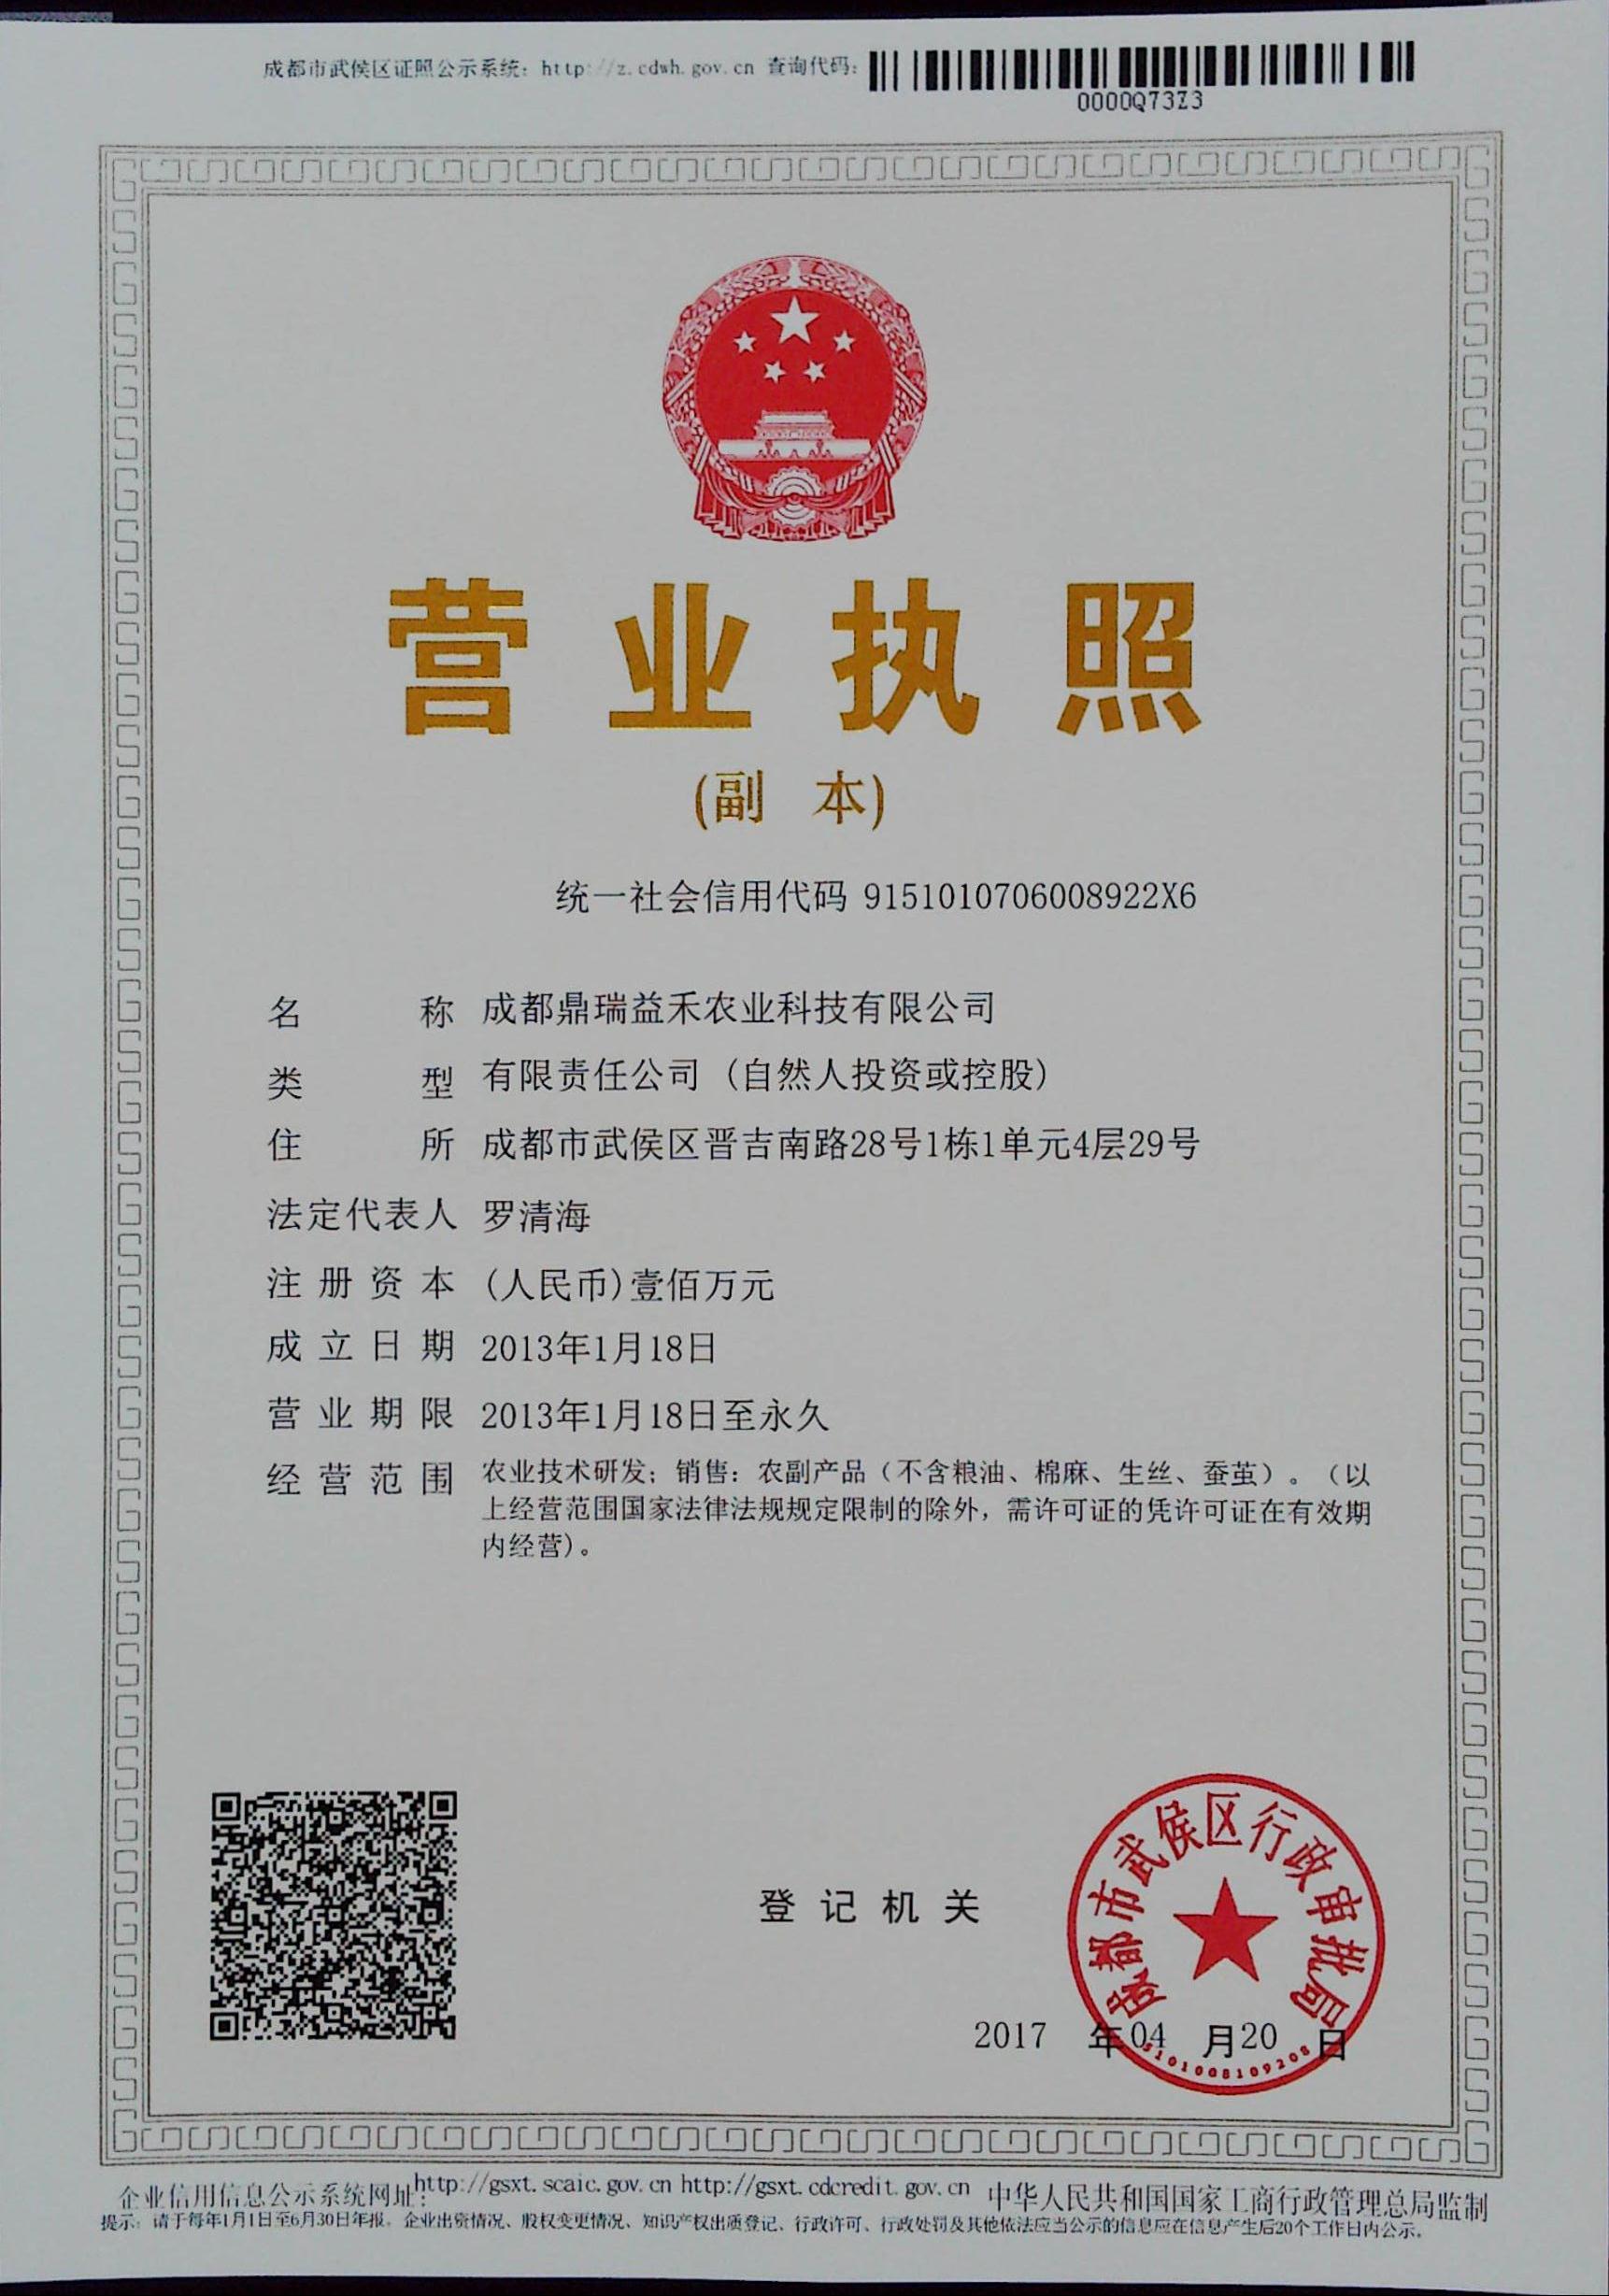 成都市武侯区证照公示系统: http://z.cdwh.gov.cn 查询代码:
0000Q73Z3
营业执照
(副 本)
统一社会信用代码 9151010706008922X6
名 称 成都鼎瑞益禾农业科技有限公司
类 型 有限责任公司（自然人投资或控股）
住 所 成都市武侯区晋吉南路28号1栋1单元4层29号
法定代表人 罗清海
注册资本 (人民币)壹佰万元
成立日期 2013年1月18日
营业期限 2013年1月18日至永久
经营范围 农业技术研发；销售：农副产品（不含粮油、棉麻、生丝、蚕茧）。（以
上经营范围国家法律法规规定限制的除外，需许可证的凭许可证在有效期
内经营）。
成都市武侯区行政审批局
登记机关
2017 年04 月20 日
5101008109208
企业信用信息公示系统网址: http://gsxt.scaic.gov.cn http://gsxt.cdcredit.gov.cn 中华人民共和国国家工商行政管理总局监制
提示: 请于每年1月1日至6月30日年报。企业出资情况、股权变更情况、知识产权出质登记、行政许可、行政处罚及其他依法应当公示的信息应在信息产生后20个工作日内公示。